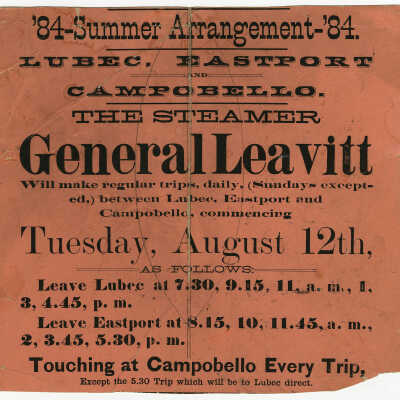 '84-Summer Arrangement-'84.
LUBEC, EASTPORT
AND
CAMPOBELLO.
THE STEAMER
General Leavitt
Will make regular trips, daily, (Sundays except-
ed,) between Lubec, Eastport and
Campobello, commencing
Tuesday, August 12th,
AS FOLLOWS:
Leave Lubec at 7.30, 9.15, 11, a. m., 1,
3, 4.45, p. m.
Leave Eastport at 8.15, 10, 11.45, a. m.,
2, 3.45, 5.30, p. m.
Touching at Campobello Every Trip,
Except the 5.30 Trip which will be to Lubec direct.